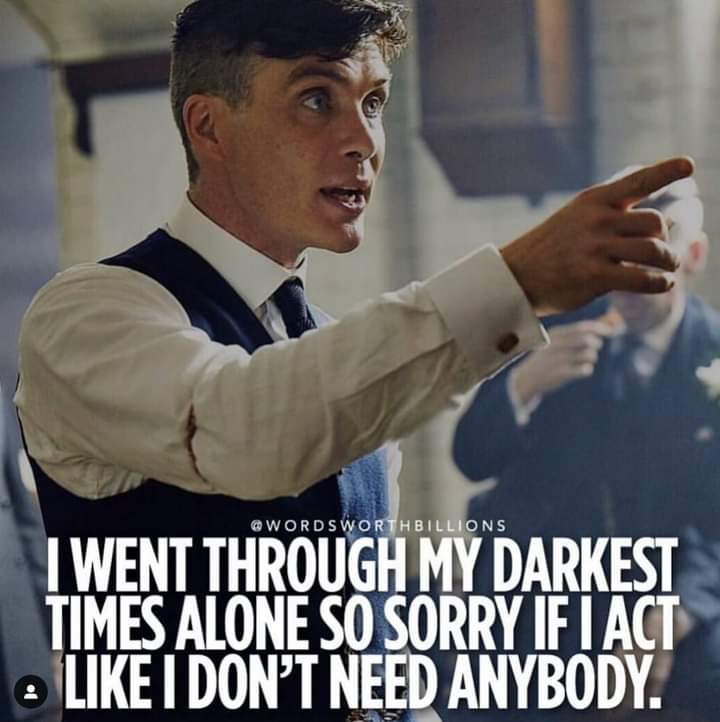 @WORDSWORTHBILLIONS
I WENT THROUGH MY DARKEST
TIMES ALONE SO SORRY IF I ACT
LIKE I DON'T NEED ANYBODY.